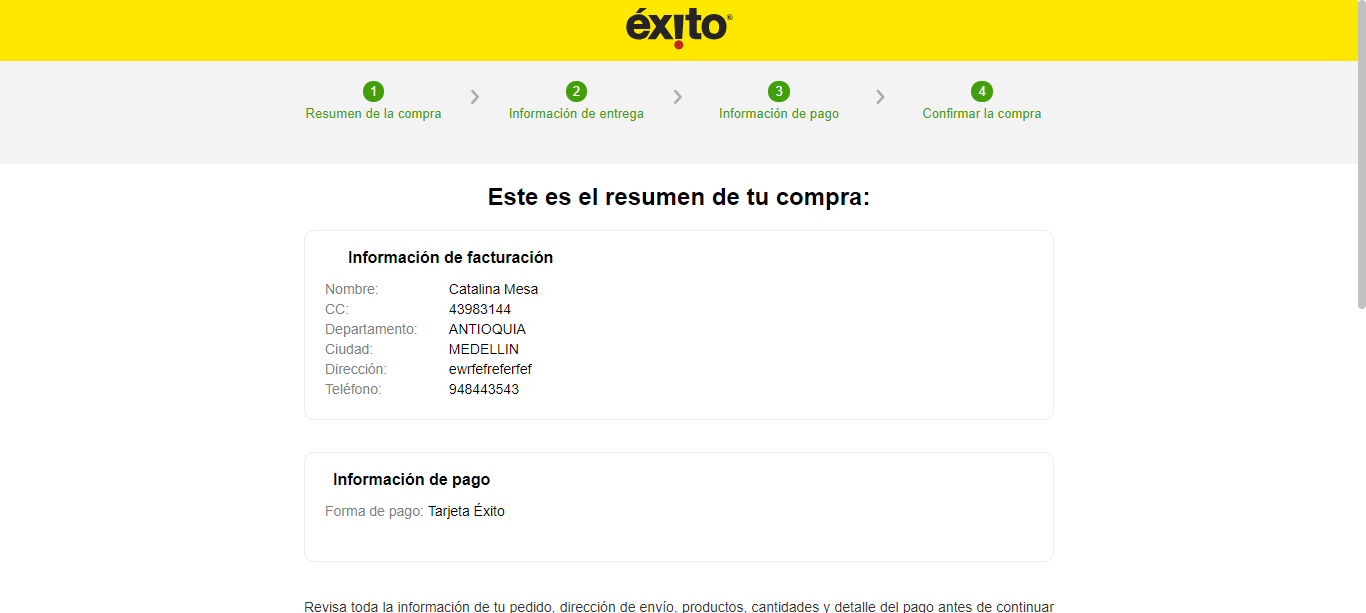 éxito®
1
Resumen de la compra
2
Información de entrega
3
Información de pago
4
Confirmar la compra
Este es el resumen de tu compra:
Información de facturación
Nombre: Catalina Mesa
CC: 43983144
Departamento: ANTIOQUIA
Ciudad: MEDELLIN
Dirección: ewrfefreferfef
Teléfono: 948443543
Información de pago
Forma de pago: Tarjeta Éxito
Revisa toda la información de tu pedido, dirección de envío, productos, cantidades y detalle del pago antes de continuar